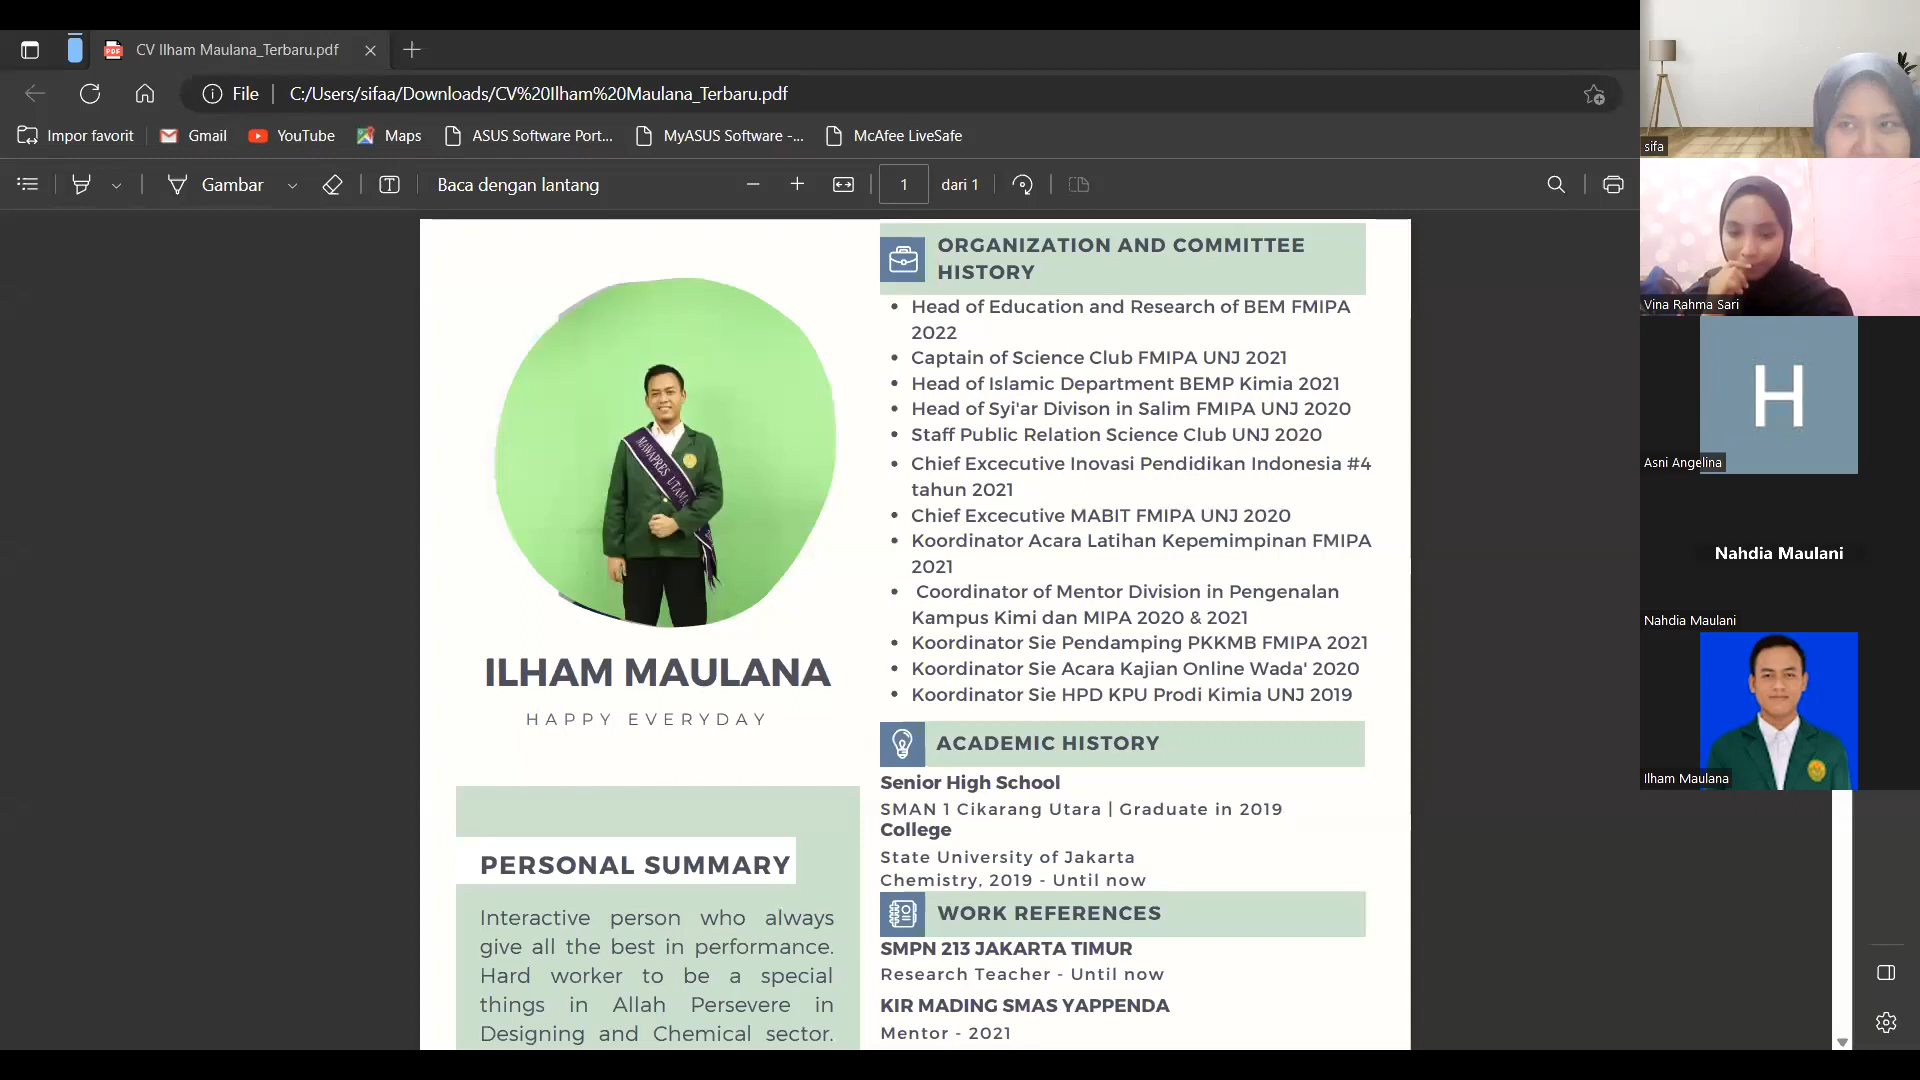 CV Ilham Maulana_Terbaru.pdf
File
C:/Users/sifaa/Downloads/CV%20Ilham%20Maulana_Terbaru.pdf
Impor favorit
Gmail
YouTube
Maps
ASUS Software Port...
MyASUS Software -...
McAfee LiveSafe
Gambar
Baca dengan lantang
1
dari 1
MAWAPRES UTAMA
ILHAM MAULANA
HAPPY EVERYDAY
PERSONAL SUMMARY
Interactive person who always
give all the best in performance.
Hard worker to be a special
things in Allah Persevere in
Designing and Chemical sector.
ORGANIZATION AND COMMITTEE
HISTORY
• Head of Education and Research of BEM FMIPA
2022
• Captain of Science Club FMIPA UNJ 2021
• Head of Islamic Department BEMP Kimia 2021
• Head of Syi'ar Divison in Salim FMIPA UNJ 2020
• Staff Public Relation Science Club UNJ 2020
• Chief Excecutive Inovasi Pendidikan Indonesia #4
tahun 2021
• Chief Excecutive MABIT FMIPA UNJ 2020
• Koordinator Acara Latihan Kepemimpinan FMIPA
2021
• Coordinator of Mentor Division in Pengenalan
Kampus Kimi dan MIPA 2020 & 2021
• Koordinator Sie Pendamping PKKMB FMIPA 2021
• Koordinator Sie Acara Kajian Online Wada' 2020
• Koordinator Sie HPD KPU Prodi Kimia UNJ 2019
ACADEMIC HISTORY
Senior High School
SMAN 1 Cikarang Utara | Graduate in 2019
College
State University of Jakarta
Chemistry, 2019 - Until now
WORK REFERENCES
SMPN 213 JAKARTA TIMUR
Research Teacher - Until now
KIR MADING SMAS YAPPENDA
Mentor - 2021
sifa
Vina Rahma Sari
H
Asni Angelina
Nahdia Maulani
Nahdia Maulani
Ilham Maulana